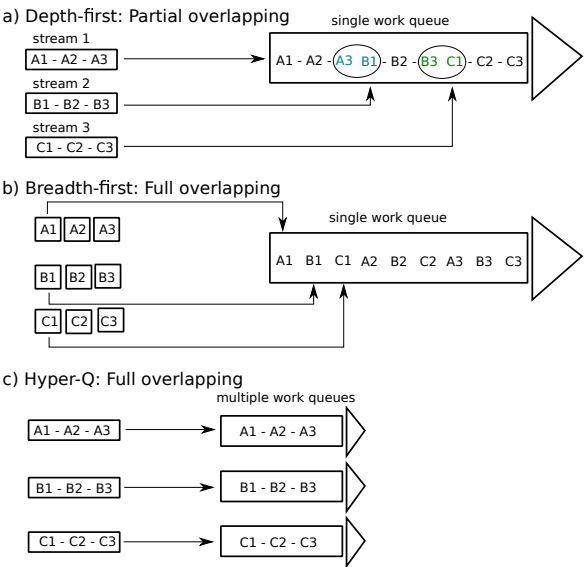 a) Depth-first: Partial overlapping
single work queue
stream 1
A1 - A2 - A3
A1 - A2 - A3 B1 - B2 - B3 C1 - C2 - C3
stream 2
B1 - B2 - B3
stream 3
C1 - C2 - C3
b) Breadth-first: Full overlapping
single work queue
A1 A2 A3
A1 B1 C1 A2 B2 C2 A3 B3 C3
B1 B2 B3
C1 C2 C3
c) Hyper-Q: Full overlapping
multiple work queues
A1 - A2 - A3
A1 - A2 - A3
B1 - B2 - B3
B1 - B2 - B3
C1 - C2 - C3
C1 - C2 - C3